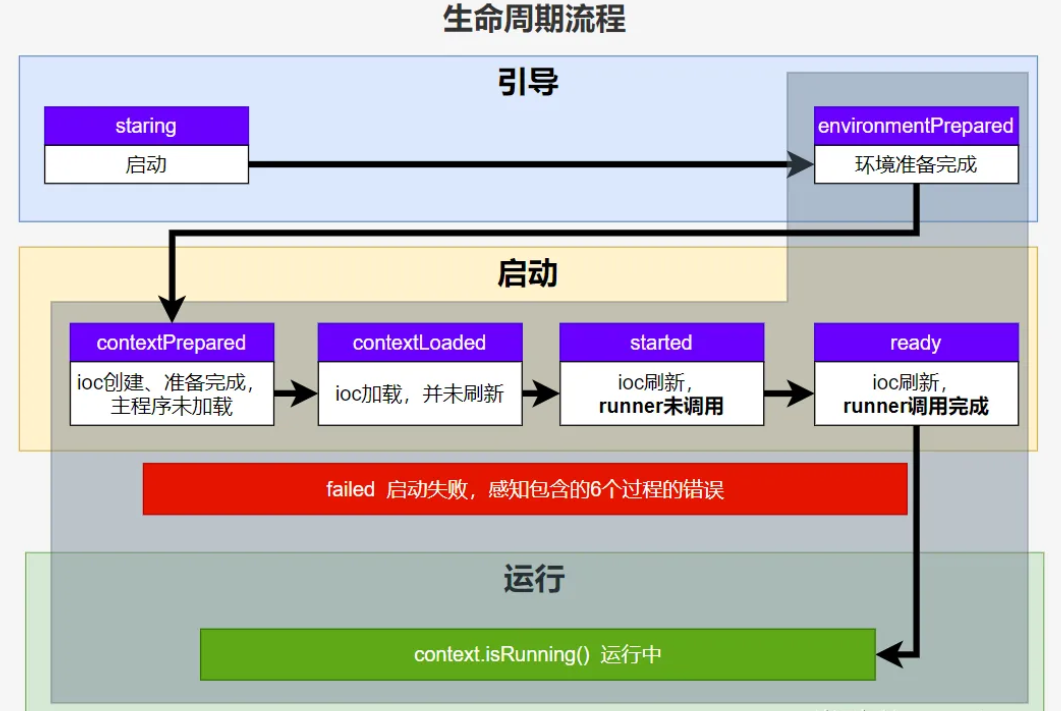 生命周期流程
引导
staring
启动
environmentPrepared
环境准备完成
启动
contextPrepared
ioc创建、准备完成，
主程序未加载
contextLoaded
ioc加载，并未刷新
started
ioc刷新，
runner未调用
ready
ioc刷新，
runner调用完成
failed 启动失败，感知包含的6个过程的错误
运行
context.isRunning() 运行中